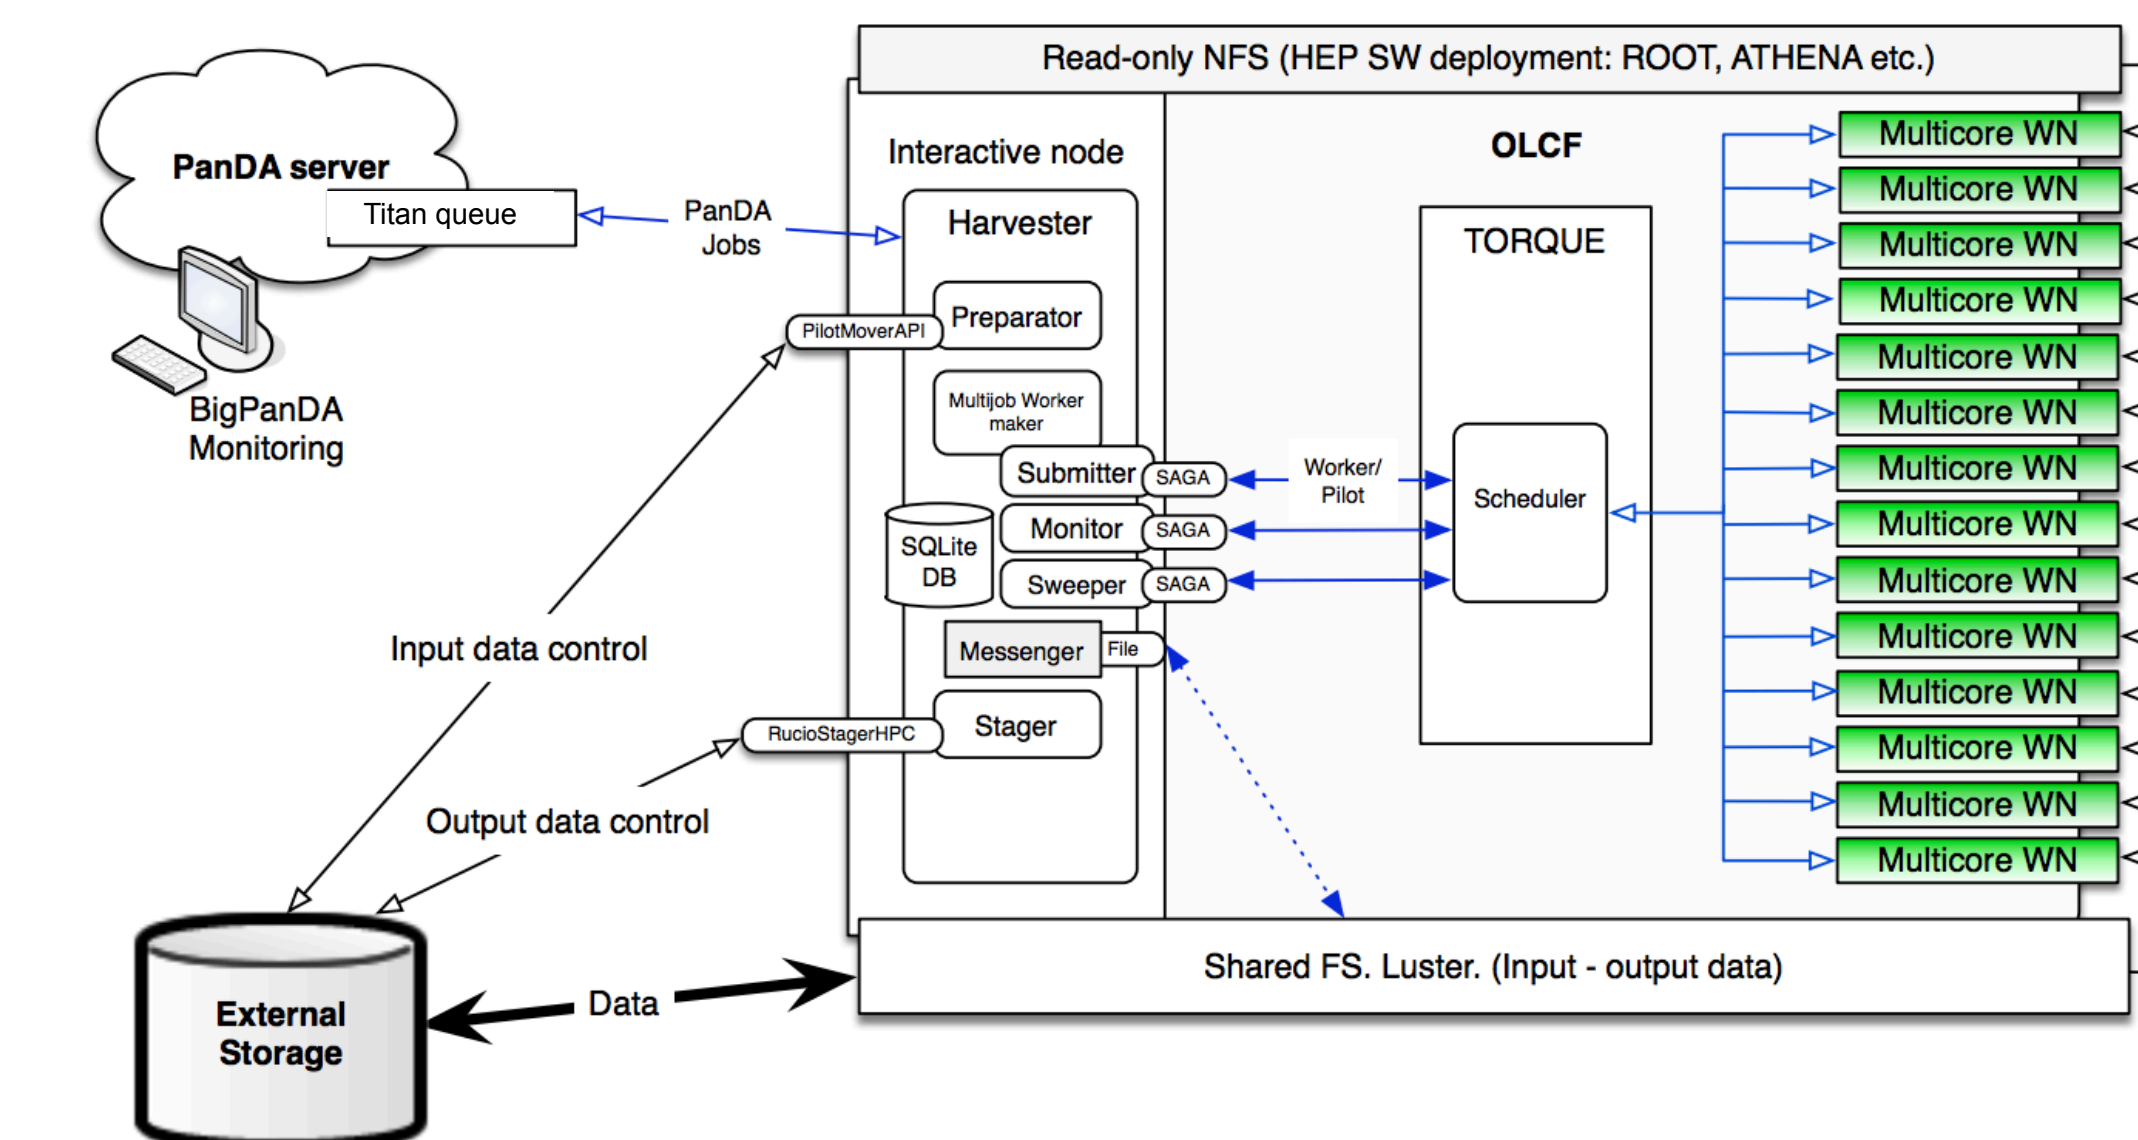 Read-only NFS (HEP SW deployment: ROOT, ATHENA etc.)
PanDA server
Titan queue
BigPanDA
Monitoring
PanDA
Jobs
Interactive node
Harvester
PilotMoverAPI
Preparator
Multijob Worker
maker
Submitter
SAGA
Monitor
SAGA
Sweeper
SAGA
SQLite
DB
Messenger
File
RucioStagerHPC
Stager
Input data control
Output data control
External
Storage
Data
OLCF
TORQUE
Worker/
Pilot
Scheduler
Multicore WN
Multicore WN
Multicore WN
Multicore WN
Multicore WN
Multicore WN
Multicore WN
Multicore WN
Multicore WN
Multicore WN
Multicore WN
Multicore WN
Multicore WN
Multicore WN
Shared FS. Luster. (Input - output data)